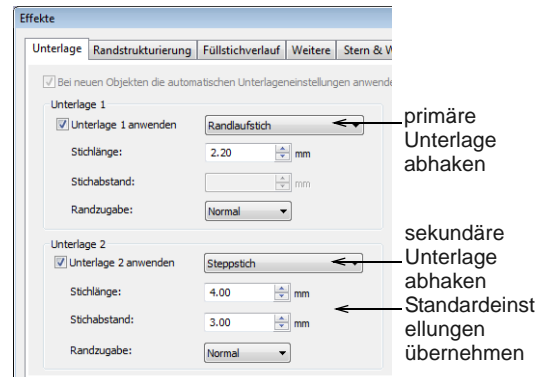 Effekte
Unterlage Randstrukturierung Füllstichverlauf Weitere Stern & W
Bei neuen Objekten die automatischen Unterlageneinstellungen anwende
Unterlage 1
Unterlage 1 anwenden Randlaufstich
Stichlänge: 2.20 mm
Stichabstand: mm
Randzugabe: Normal
Unterlage 2
Unterlage 2 anwenden Steppstich
Stichlänge: 4.00 mm
Stichabstand: 3.00 mm
Randzugabe: Normal
primäre
Unterlage
abhaken
sekundäre
Unterlage
abhaken
Standardeinst
ellungen
übernehmen